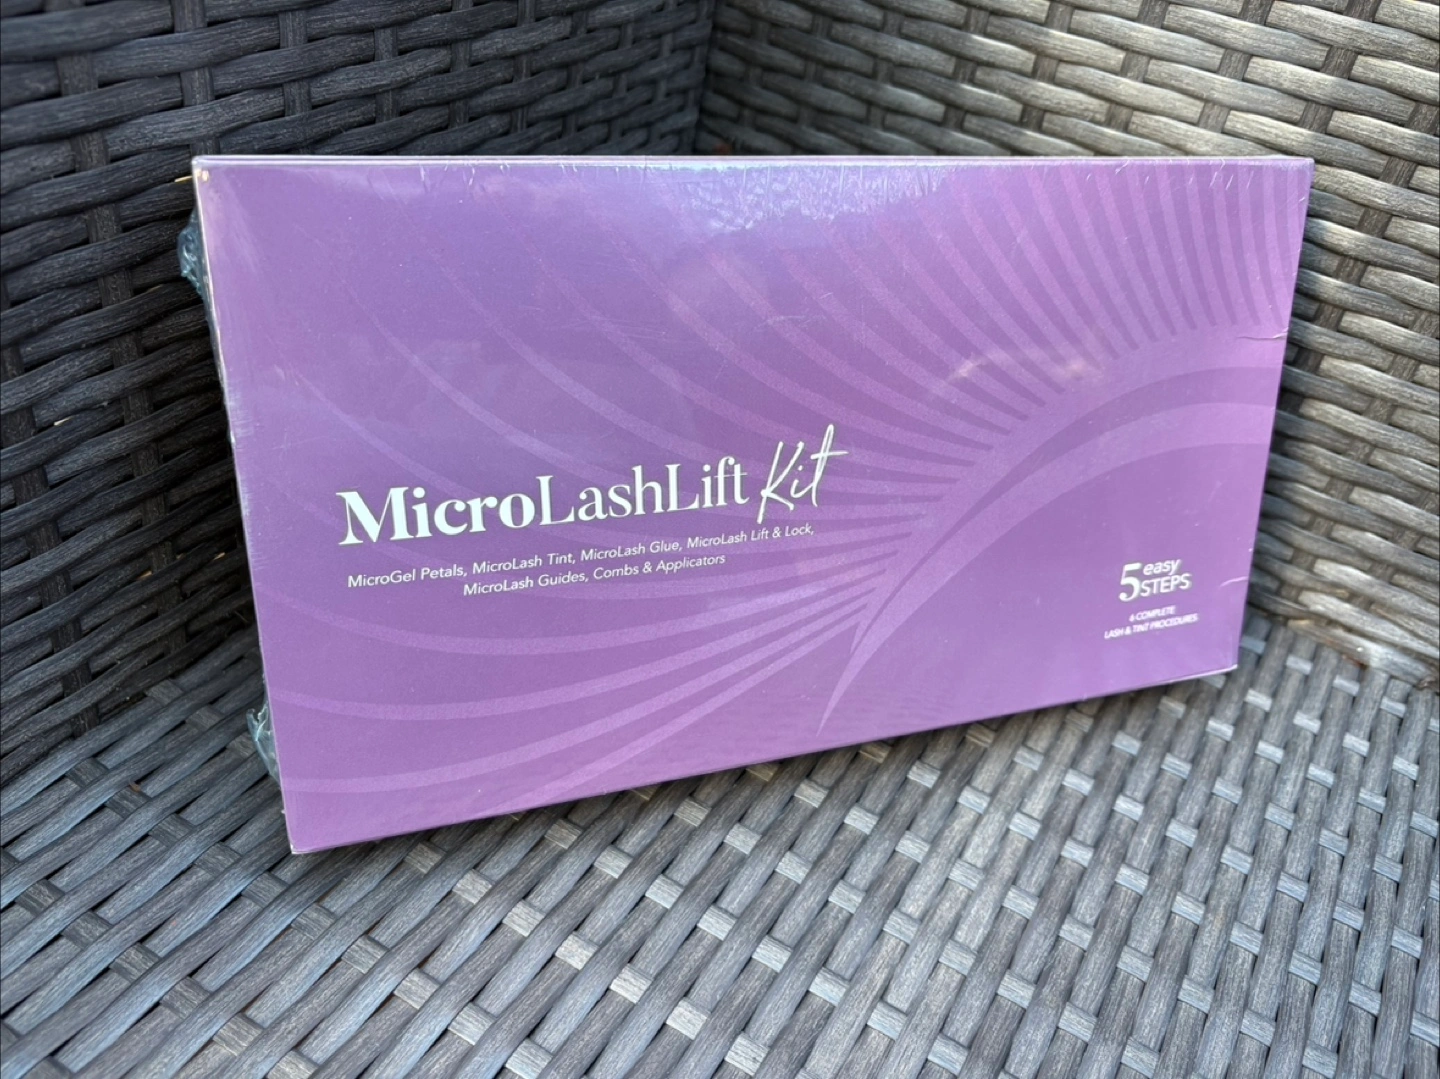 MicroLashLift Kit
MicroGel Petals, MicroLash Tint, MicroLash Glue, MicroLash Lift & Lock,
MicroLash Guides, Combs & Applicators
5 easy
STEPS
6 COMPLETE
LASH & TINT PROCEDURES